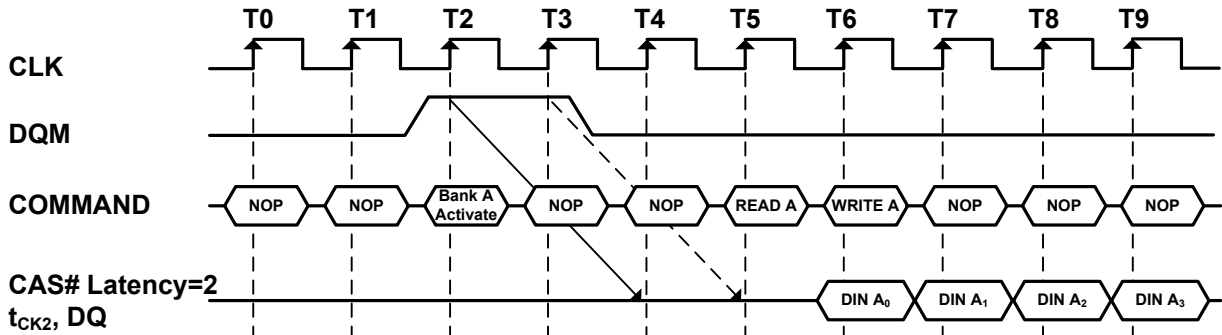 T0 T1 T2 T3 T4 T5 T6 T7 T8 T9
CLK
DQM
COMMAND NOP NOP Bank A Activate NOP NOP READ A WRITE A NOP NOP NOP
CAS# Latency=2
tCK2, DQ DIN A0 DIN A1 DIN A2 DIN A3